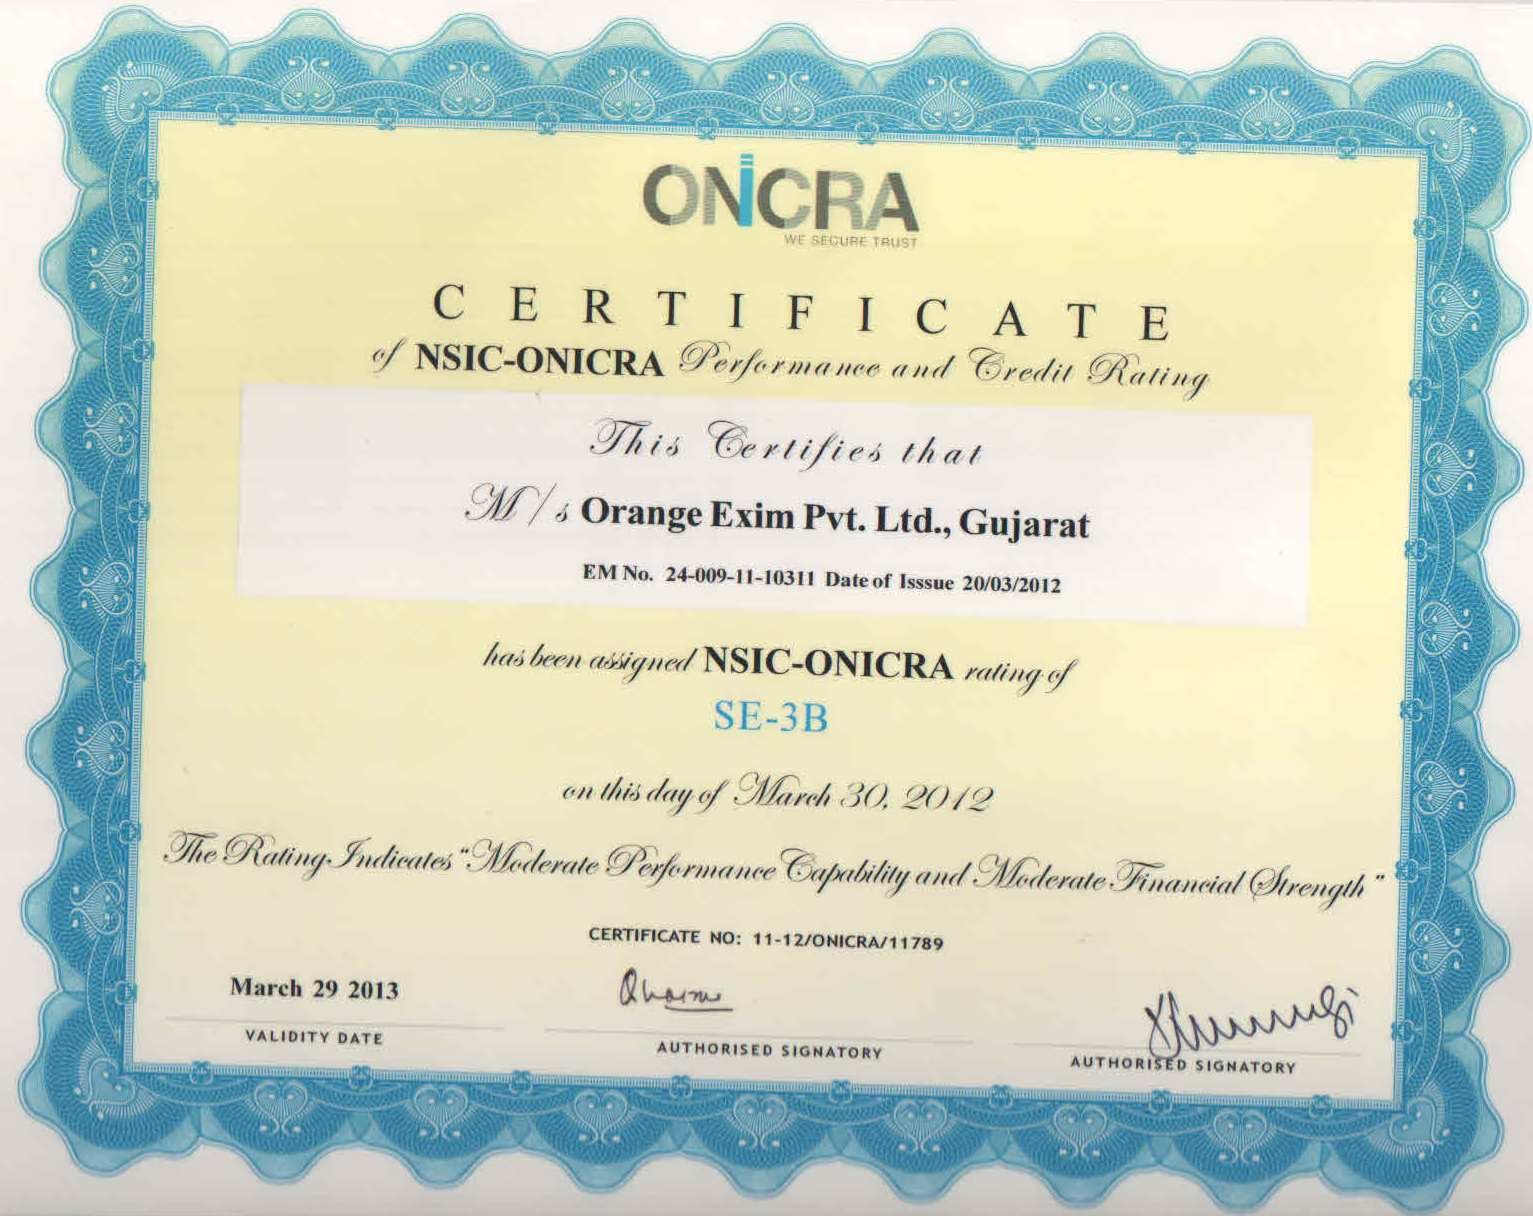 ONICRA
WE SECURE TRUST
CERTIFICATE
of NSIC-ONICRA Performance and Credit Rating
This Certifies that
M/s Orange Exim Pvt. Ltd., Gujarat
EM No. 24-009-11-10311 Date of Isssue 20/03/2012
has been assigned NSIC-ONICRA rating of
SE-3B
on this day of March 30, 2012
The Rating Indicates "Moderate Performance Capability and Moderate Financial Strength"
CERTIFICATE NO: 11-12/ONICRA/11789
March 29 2013
VALIDITY DATE
AUTHORISED SIGNATORY
AUTHORISED SIGNATORY